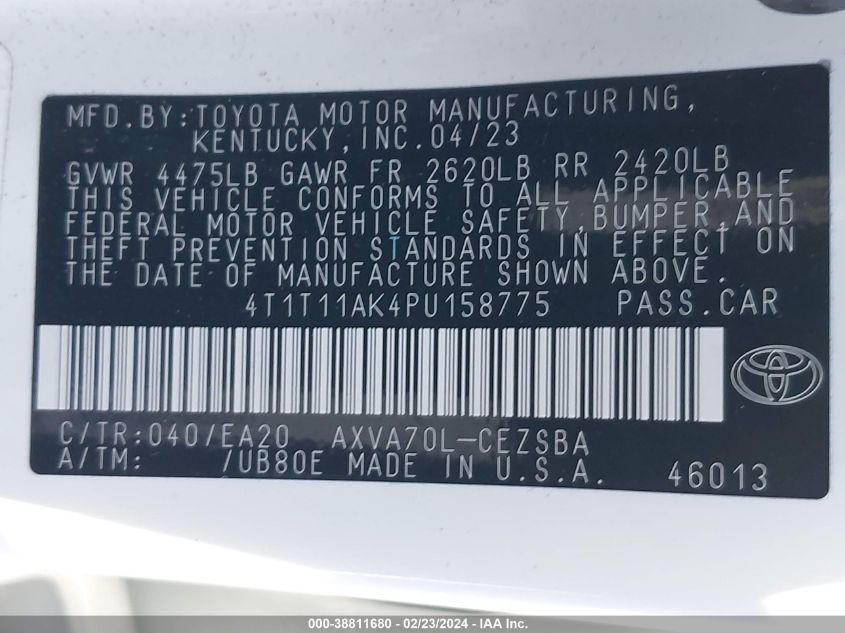 MFD.BY:TOYOTA MOTOR MANUFACTURING,
KENTUCKY,INC.04/23
GVWR 4475LB GAWR FR 2620LB RR 2420LB
THIS VEHICLE CONFORMS TO ALL APPLICABLE
FEDERAL MOTOR VEHICLE SAFETY,BUMPER,AND
THEFT PREVENTION STANDARDS IN EFFECT ON
THE DATE OF MANUFACTURE SHOWN ABOVE.
4T1T11AK4PU158775 PASS.CAR
C/TR:040/EA20 AXVA70L-CEZSBA
A/TM: /UB80E MADE IN U.S.A. 46013
000-38811680 - 02/23/2024 - IAA Inc.